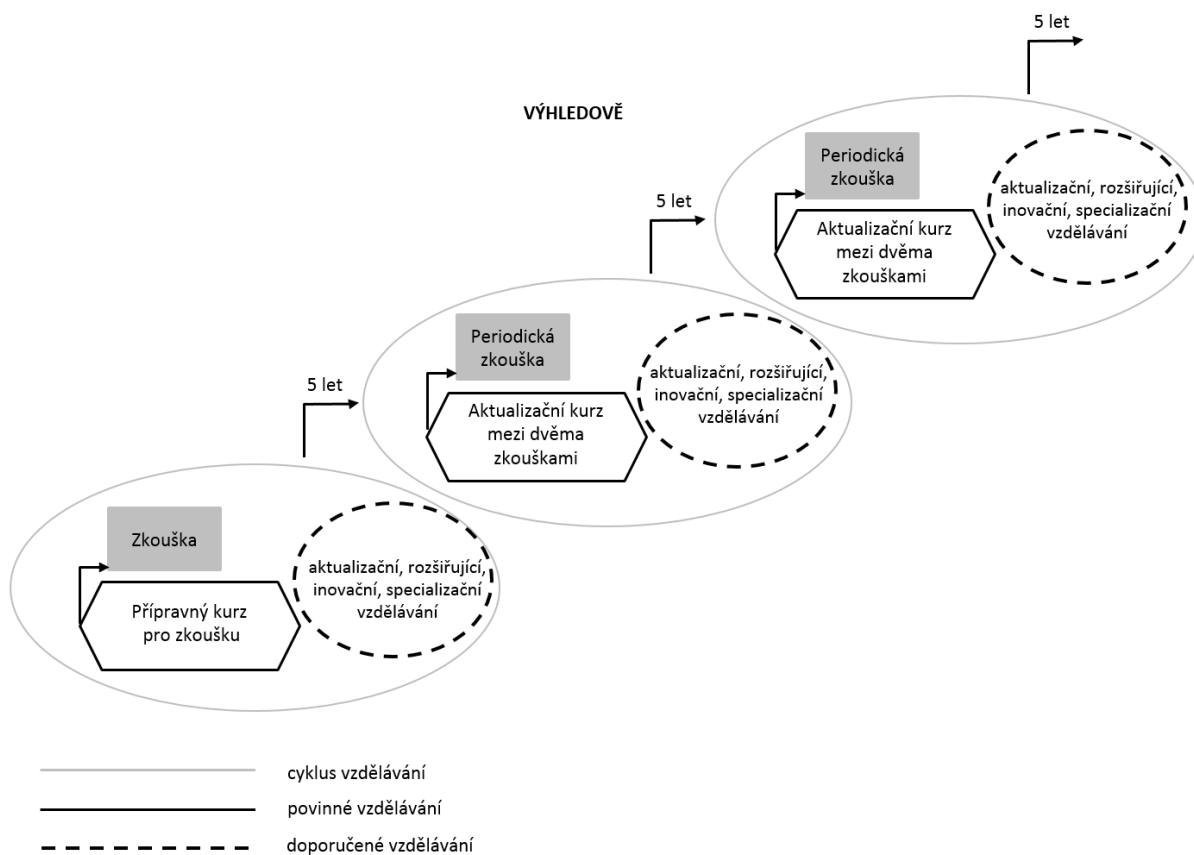 5 let
VÝHLEDOVĚ
Periodická
zkouška
aktualizační, rozšiřující,
inovační, specializační
vzdělávání
5 let
Aktualizační kurz
mezi dvěma
zkouškami
Periodická
zkouška
aktualizační, rozšiřující,
inovační, specializační
vzdělávání
5 let
Aktualizační kurz
mezi dvěma
zkouškami
Zkouška
aktualizační, rozšiřující,
inovační, specializační
vzdělávání
Přípravný kurz
pro zkoušku
cyklus vzdělávání
povinné vzdělávání
doporučené vzdělávání